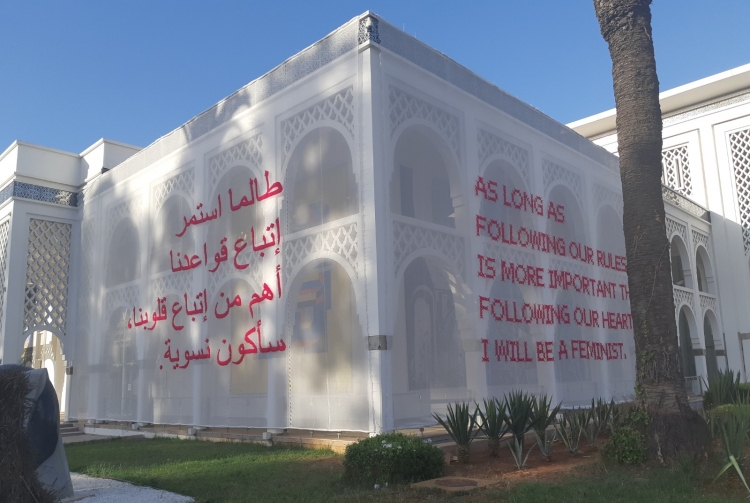 طالما استمر
إتباع قواعدنا
أهم من إتباع قلوبنا،
سأكون نسوية.
AS LONG AS
FOLLOWING OUR RULES
IS MORE IMPORTANT
FOLLOWING OUR HEART
I WILL BE A FEMINIST.